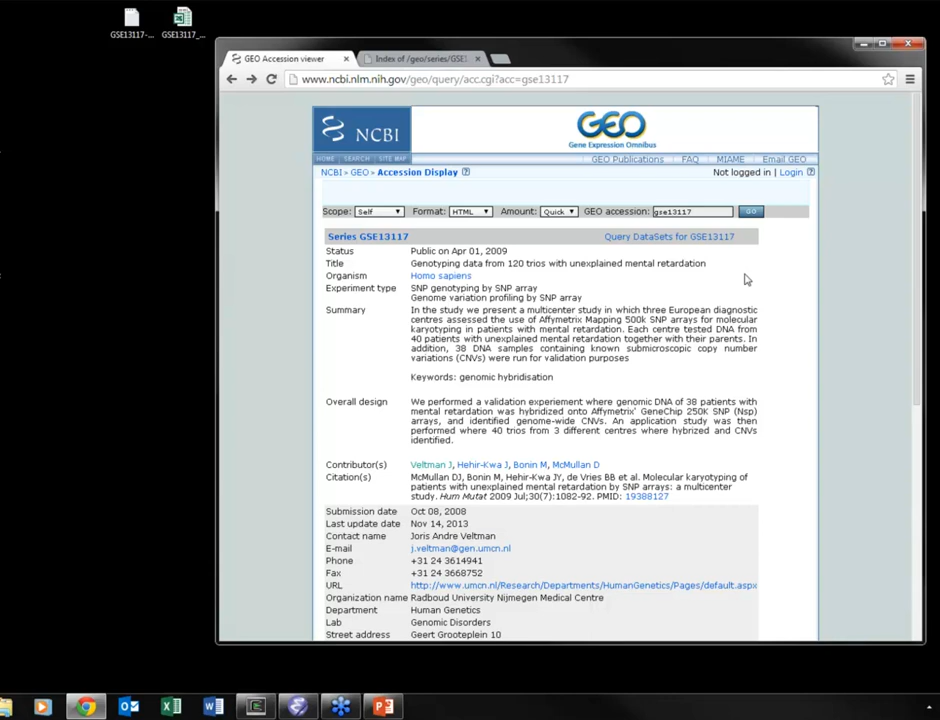 GSE13117-...
GSE13117_...
GEO Accession viewer
Index of /geo/series/GSE1
www.ncbi.nlm.nih.gov/geo/query/acc.cgi?acc=gse13117
NCBI
GEO
Gene Expression Omnibus
HOME SEARCH SITE MAP
GEO Publications FAQ MIAME Email GEO
NCBI > GEO > Accession Display
Not logged in | Login
Scope: Self Format: HTML Amount: Quick GEO accession: gse13117 GO
Series GSE13117 Query DataSets for GSE13117
Status Public on Apr 01, 2009
Title Genotyping data from 120 trios with unexplained mental retardation
Organism Homo sapiens
Experiment type SNP genotyping by SNP array
Genome variation profiling by SNP array
Summary In the study we present a multicenter study in which three European diagnostic
centres assessed the use of Affymetrix Mapping 500k SNP arrays for molecular
karyotyping in patients with mental retardation. Each centre tested DNA from
40 patients with unexplained mental retardation together with their parents. In
addition, 38 DNA samples containing known submicroscopic copy number
variations (CNVs) were run for validation purposes
Keywords: genomic hybridisation
Overall design We performed a validation experiement where genomic DNA of 38 patients with
mental retardation was hybridized onto Affymetrix' GeneChip 250K SNP (Nsp)
arrays, and identified genome-wide CNVs. An application study was then
performed where 40 trios from 3 different centres where hybrized and CNVs
identified.
Contributor(s) Veltman J, Hehir-Kwa J, Bonin M, McMullan D
Citation(s) McMullan DJ, Bonin M, Hehir-Kwa JY, de Vries BB et al. Molecular karyotyping of
patients with unexplained mental retardation by SNP arrays: a multicenter
study. Hum Mutat 2009 Jul;30(7):1082-92. PMID: 19388127
Submission date Oct 08, 2008
Last update date Nov 14, 2013
Contact name Joris Andre Veltman
E-mail j.veltman@gen.umcn.nl
Phone +31 24 3614941
Fax +31 24 3668752
URL http://www.umcn.nl/Research/Departments/HumanGenetics/Pages/default.aspx
Organization name Radboud University Nijmegen Medical Centre
Department Human Genetics
Lab Genomic Disorders
Street address Geert Grooteplein 10